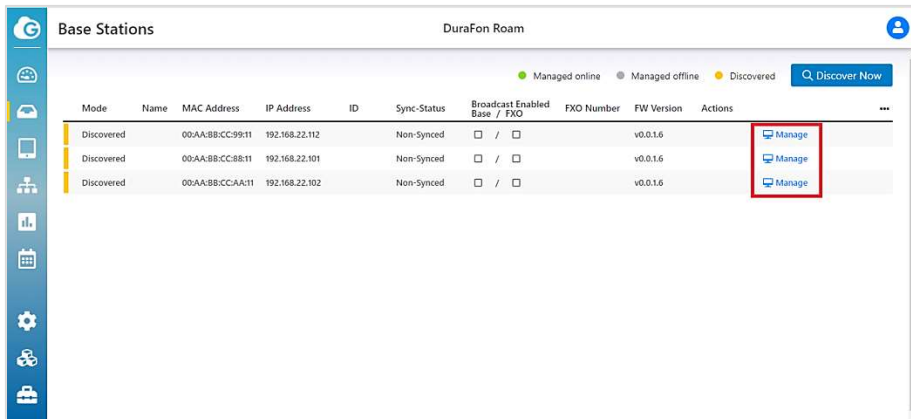 Base Stations DuraFon Roam
Managed online Managed offline Discovered Discover Now
Mode Name MAC Address IP Address ID Sync-Status Broadcast Enabled Base / FXO FXO Number FW Version Actions •••
Discovered 00:AA:BB:CC:99:11 192.168.22.112 Non-Synced / v0.0.1.6 Manage
Discovered 00:AA:BB:CC:88:11 192.168.22.101 Non-Synced / v0.0.1.6 Manage
Discovered 00:AA:BB:CC:AA:11 192.168.22.102 Non-Synced / v0.0.1.6 Manage